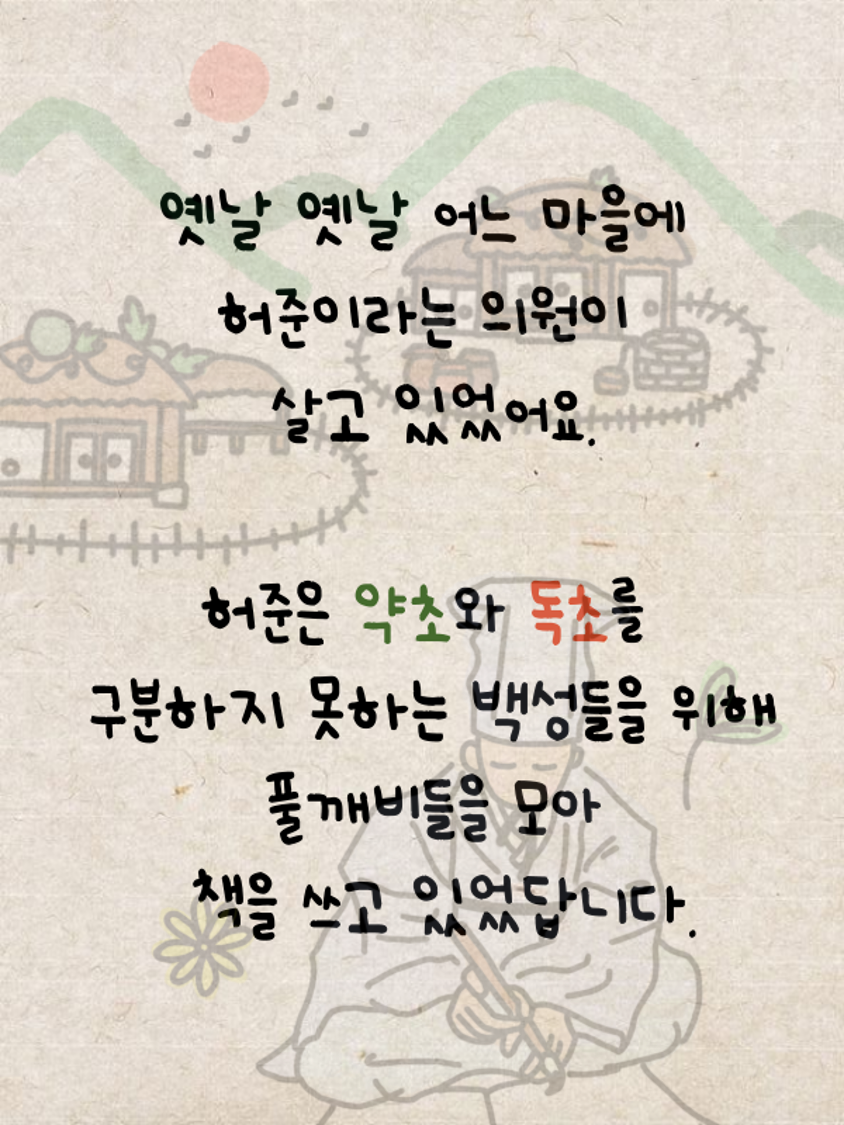 옛날 옛날 어느 마을에
허준이라는 의원이
살고 있었어요.
허준은 약초와 독초를
구분하지 못하는 백성들을 위해
풀깨비들을 모아
책을 쓰고 있었답니다.